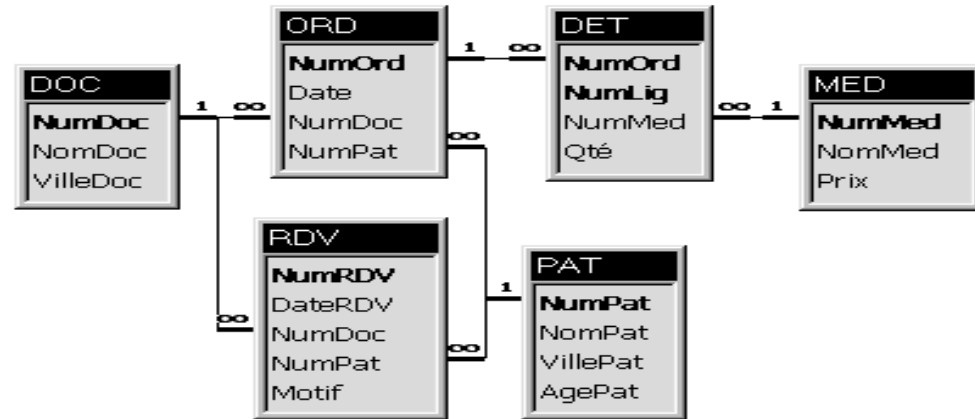 DOC
NumDoc
NomDoc
VilleDoc
1
∞
ORD
NumOrd
Date
NumDoc
NumPat
1
∞
∞
DET
NumOrd
NumLig
NumMed
Qté
∞
1
MED
NumMed
NomMed
Prix
RDV
NumRDV
DateRDV
NumDoc
NumPat
Motif
∞
∞
1
PAT
NumPat
NomPat
VillePat
AgePat